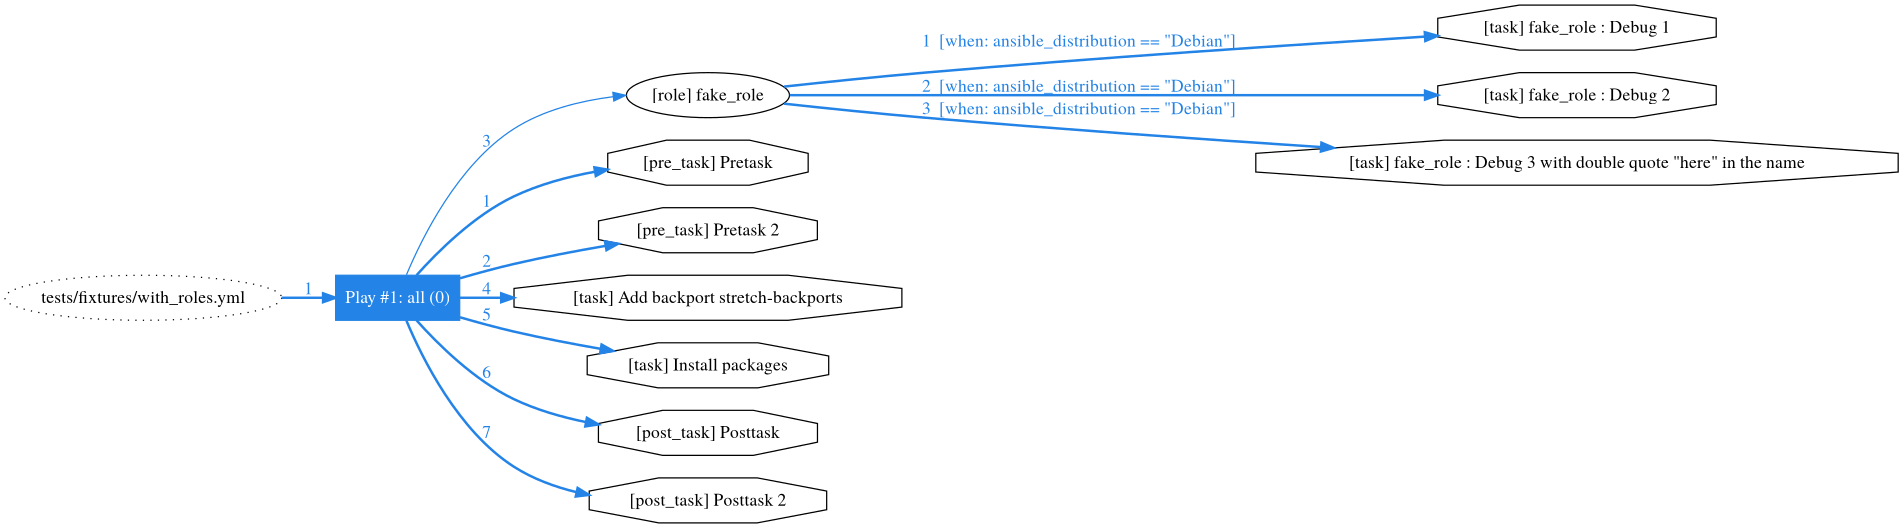 tests/fixtures/with_roles.yml
1
Play #1: all (0)
3
[role] fake_role
1 [when: ansible_distribution == "Debian"]
[task] fake_role : Debug 1
2 [when: ansible_distribution == "Debian"]
[task] fake_role : Debug 2
3 [when: ansible_distribution == "Debian"]
[task] fake_role : Debug 3 with double quote "here" in the name
1
[pre_task] Pretask
2
[pre_task] Pretask 2
4
[task] Add backport stretch-backports
5
[task] Install packages
6
[post_task] Posttask
7
[post_task] Posttask 2